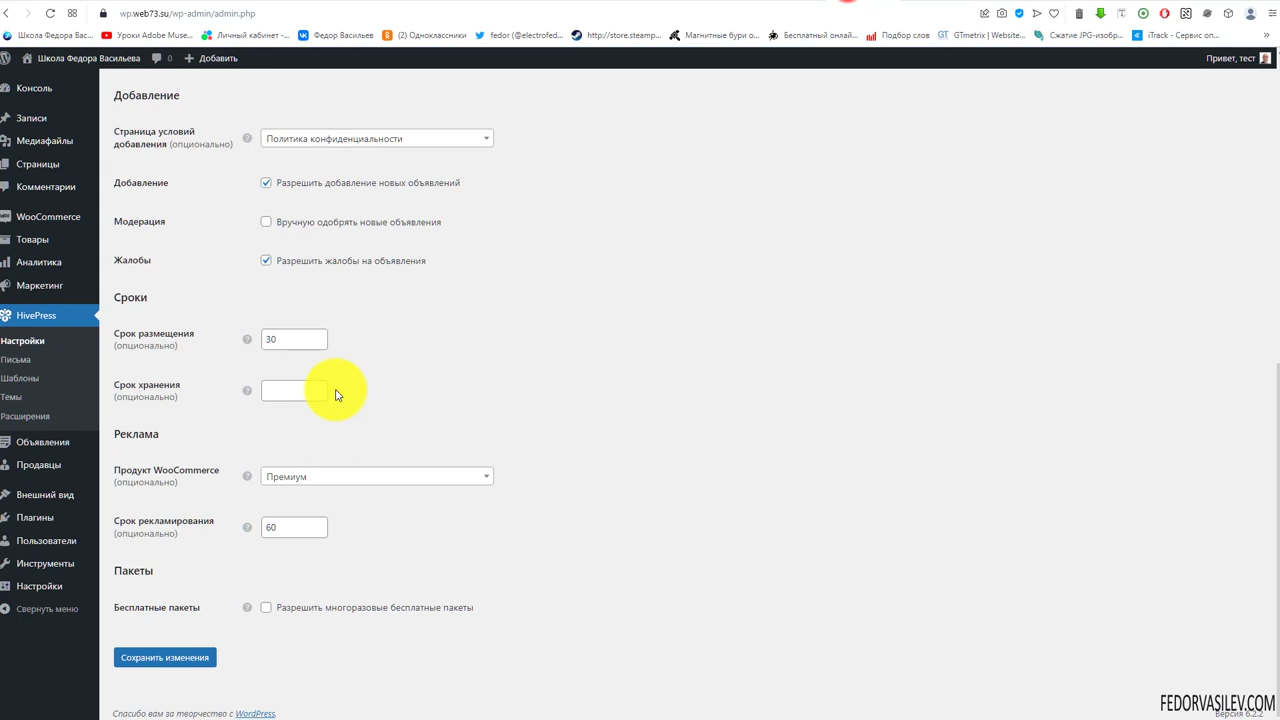 wp.web73.su/wp-admin/admin.php
Школа Федора Вас...
Уроки Adobe Muse...
Личный кабинет -...
Федор Васильев
(2) Одноклассники
fedor (@electrofed...
http://store.steamp...
Магнитные бури о...
Бесплатный онлай...
Подбор слов
GTmetrix | Website...
Сжатие JPG-изобр...
iTrack - Сервис оп...
»
Школа Федора Васильева
0
Добавить
Привет, тест
Консоль
Записи
Медиафайлы
Страницы
Комментарии
WooCommerce
Товары
Аналитика
Маркетинг
HivePress
Настройки
Письма
Шаблоны
Темы
Расширения
Объявления
Продавцы
Внешний вид
Плагины
Пользователи
Инструменты
Настройки
Свернуть меню
Добавление
Страница условий
добавления (опционально)
Политика конфиденциальности
Добавление
Разрешить добавление новых объявлений
Модерация
Вручную одобрять новые объявления
Жалобы
Разрешить жалобы на объявления
Сроки
Срок размещения
(опционально)
30
Срок хранения
(опционально)
Реклама
Продукт WooCommerce
(опционально)
Премиум
Срок рекламирования
(опционально)
60
Пакеты
Бесплатные пакеты
Разрешить многоразовые бесплатные пакеты
Сохранить изменения
Спасибо вам за творчество с WordPress.
FEDORVASILEV.COM
Версия 6.2.2